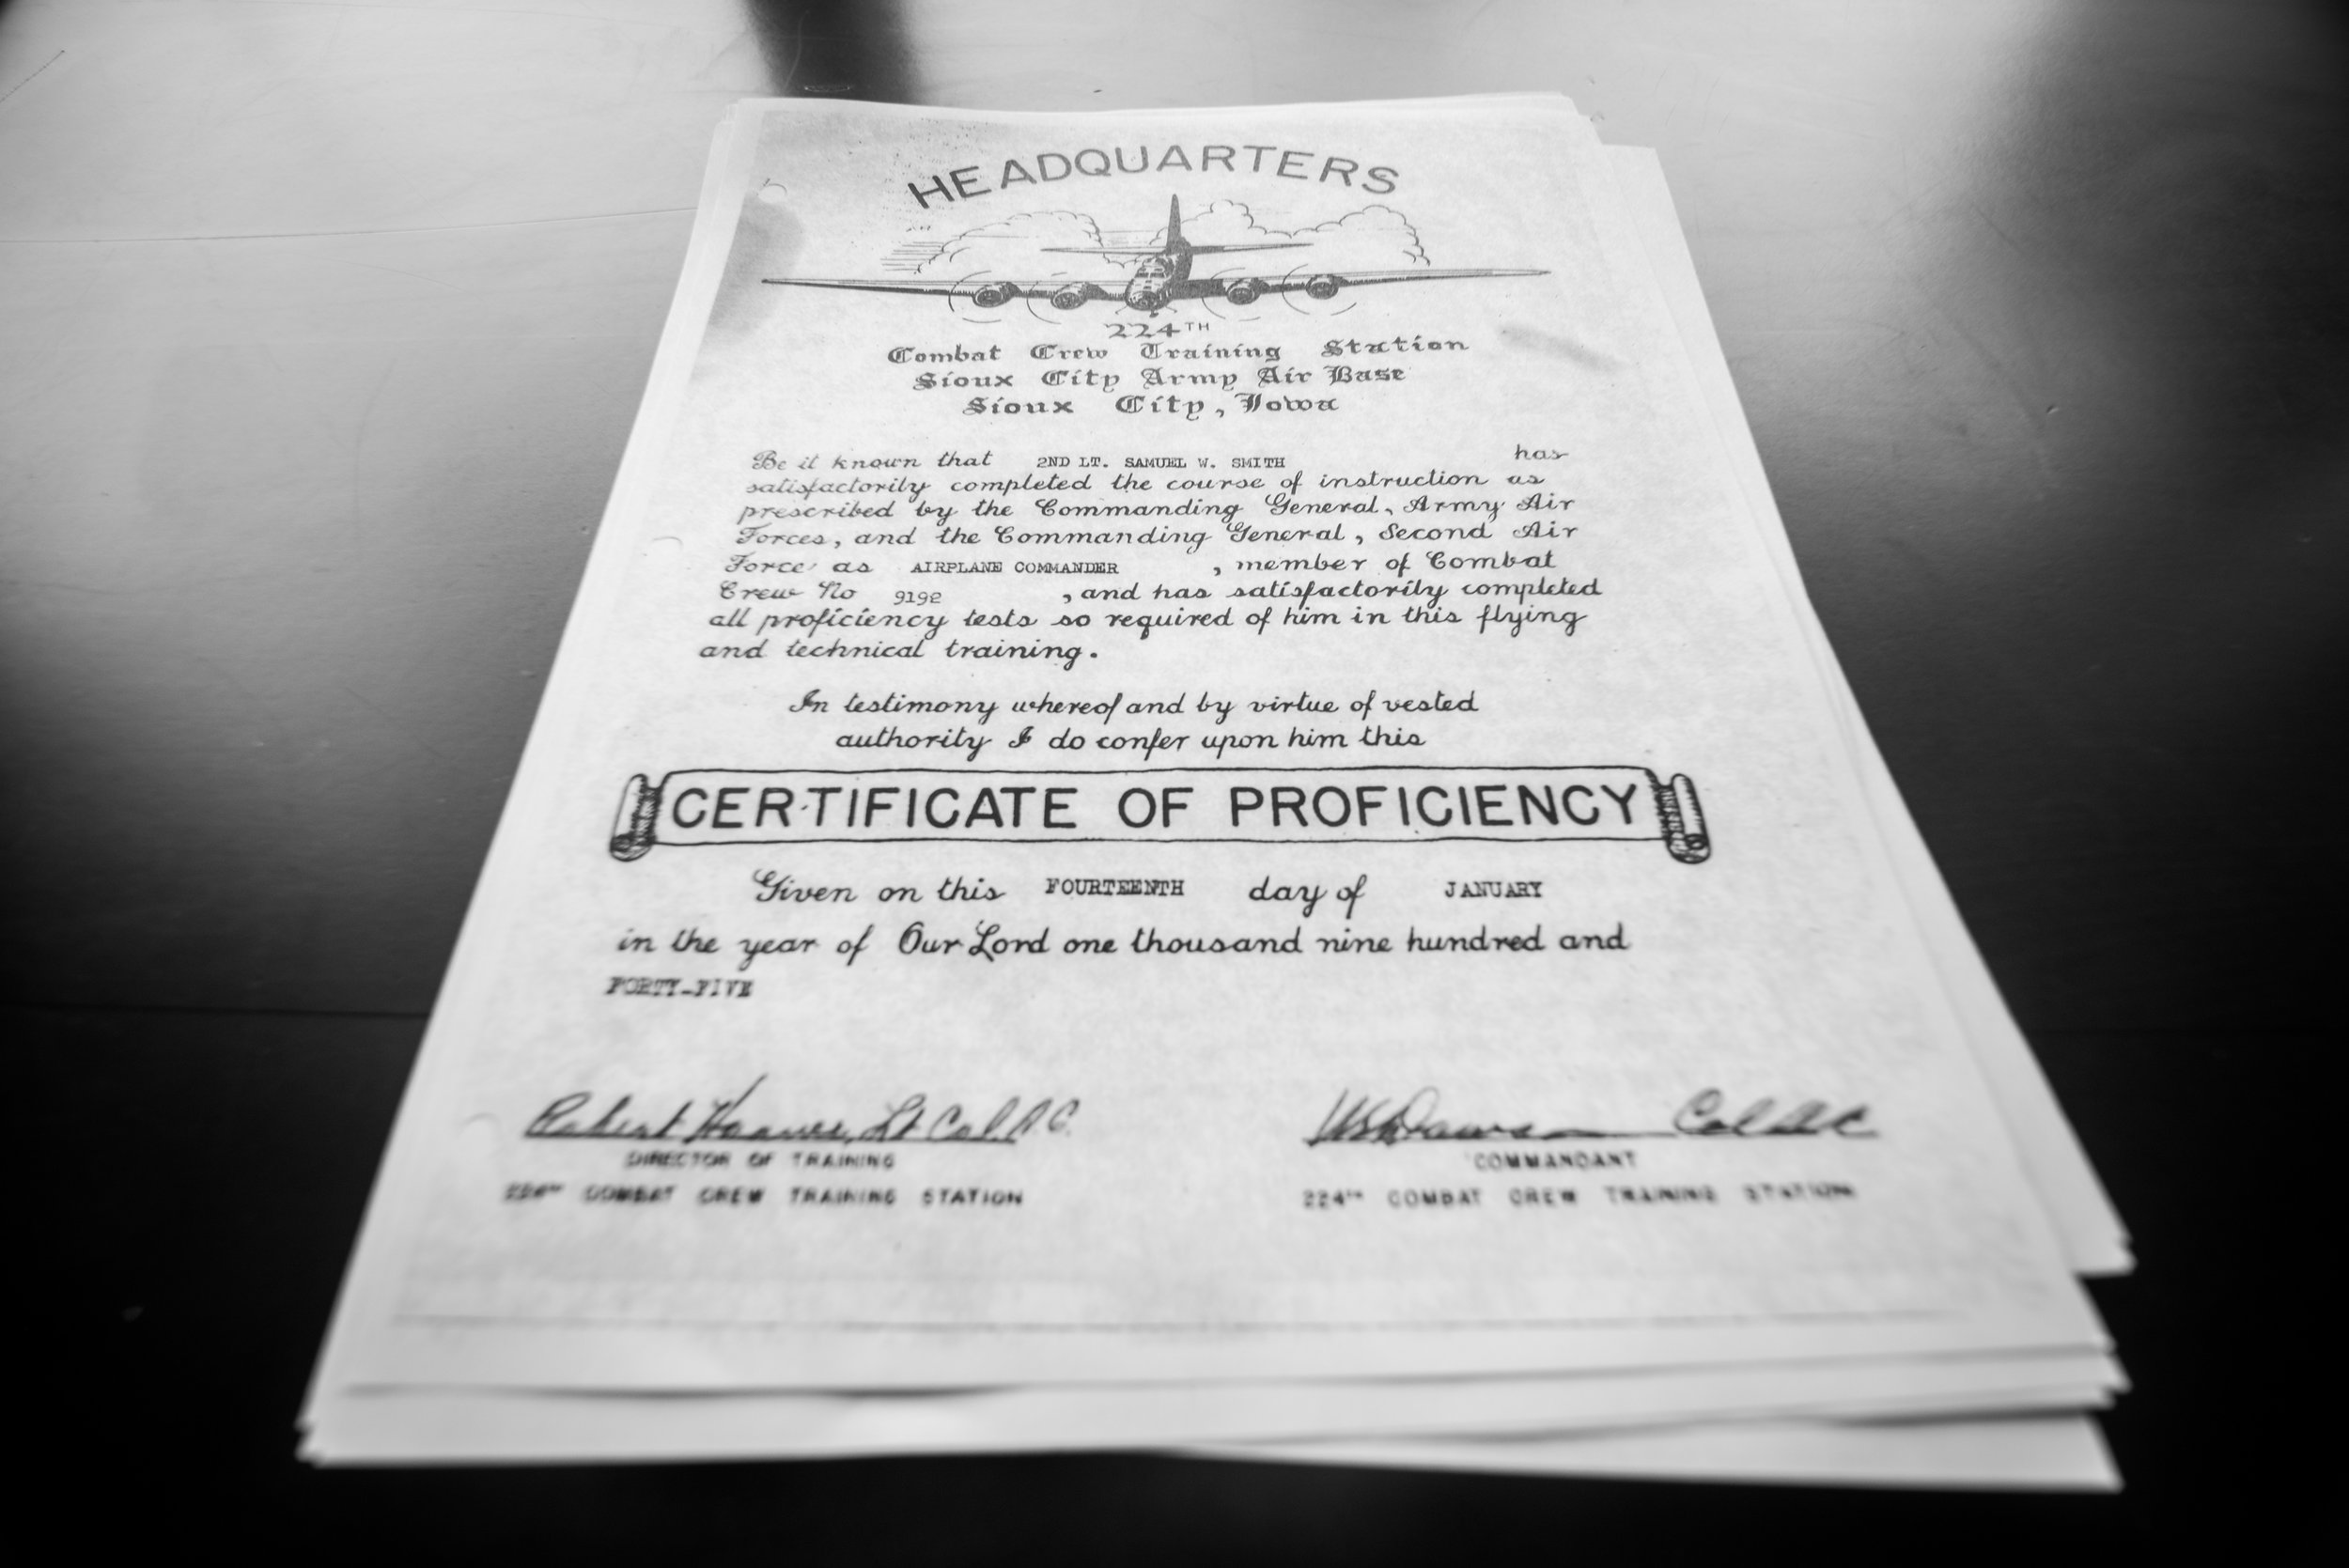 HEADQUARTERS
224TH
Combat Crew Training Station
Sioux City Army Air Base
Sioux City, Iowa
Be it known that 2ND LT. SAMUEL W. SMITH has
satisfactorily completed the course of instruction as
prescribed by the Commanding General, Army Air
Forces, and the Commanding General, Second Air
Force as AIRPLANE COMMANDER , member of Combat
Crew No 9192 , and has satisfactorily completed
all proficiency tests so required of him in this flying
and technical training.
In testimony whereof and by virtue of vested
authority I do confer upon him this
CERTIFICATE OF PROFICIENCY
Given on this FOURTEENTH day of JANUARY
in the year of Our Lord one thousand nine hundred and
FORTY-FIVE
Robert Lt Col. A C. Col AC
DIRECTOR OF TRAINING COMMANDANT
224TH COMBAT CREW TRAINING STATION 224TH COMBAT CREW TRAINING STATION